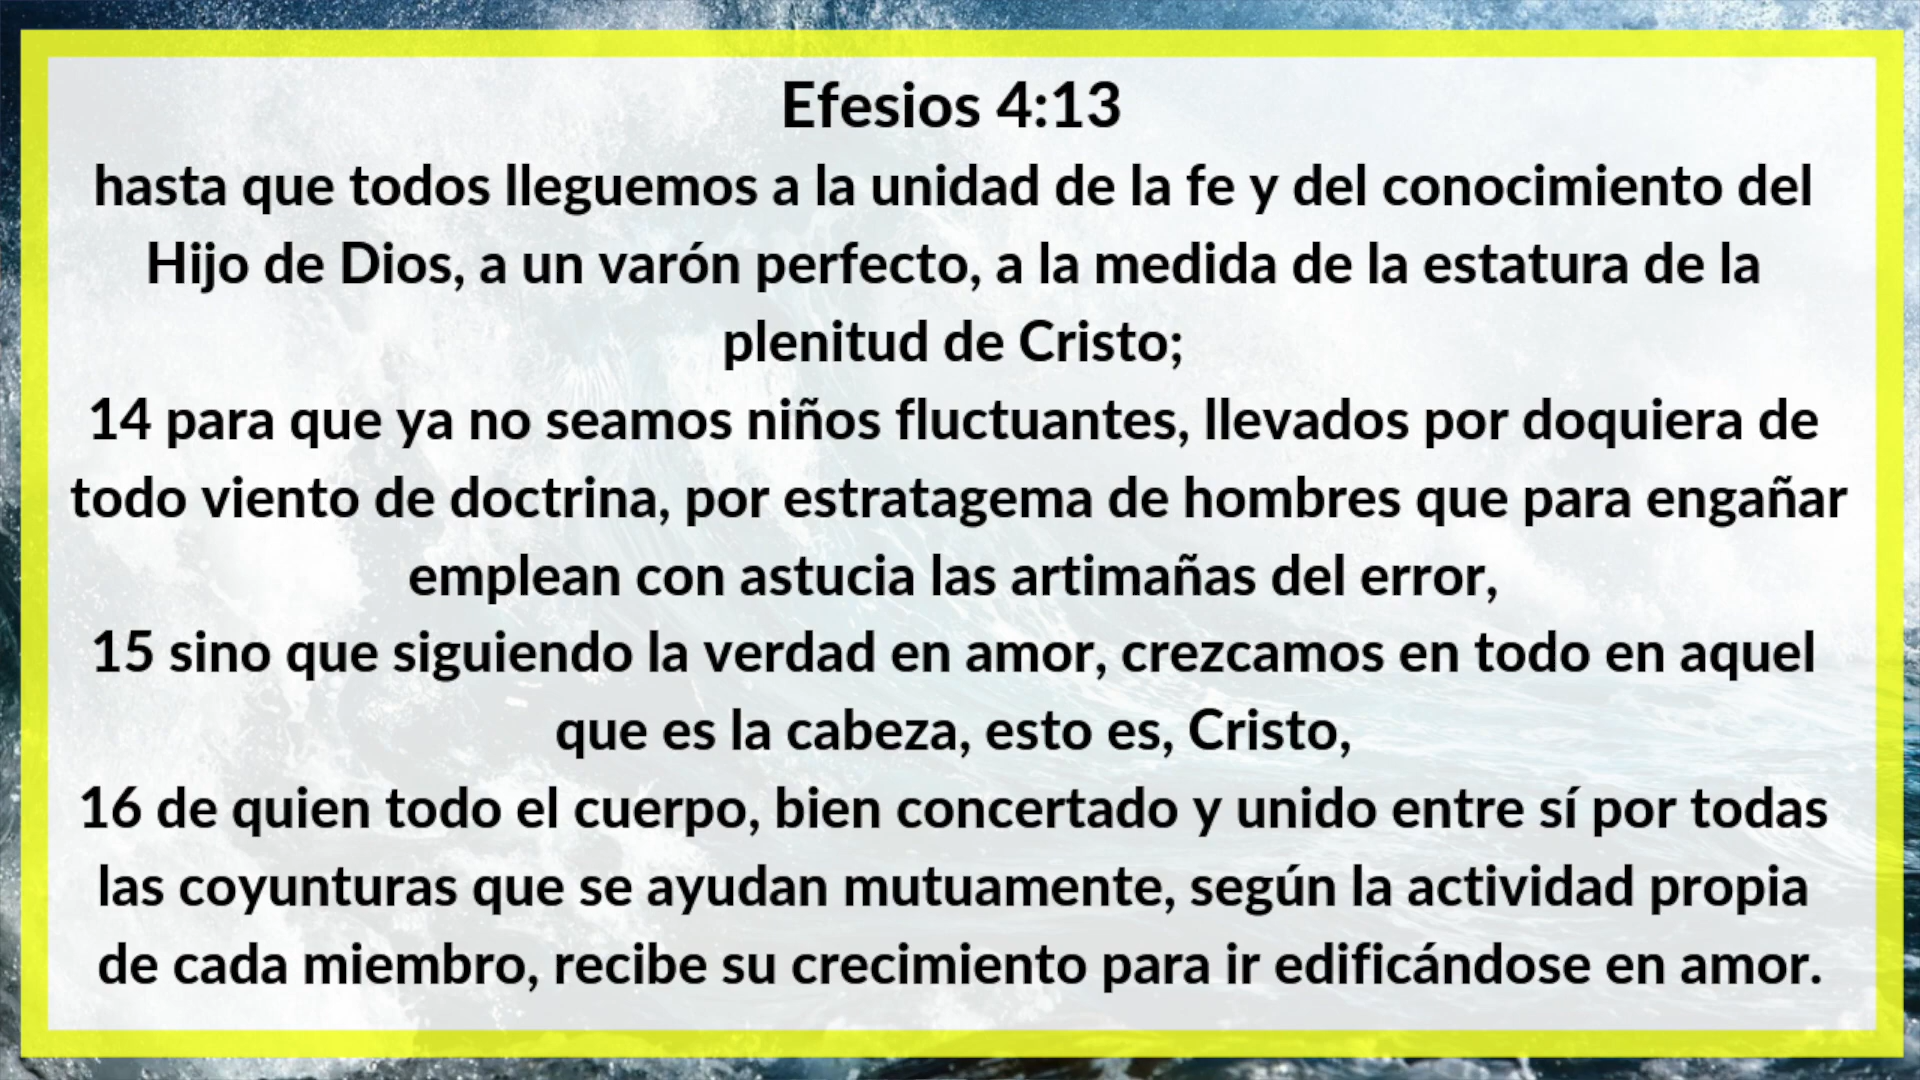 Efesios 4:13
hasta que todos lleguemos a la unidad de la fe y del conocimiento del
Hijo de Dios, a un varón perfecto, a la medida de la estatura de la
plenitud de Cristo;
14 para que ya no seamos niños fluctuantes, llevados por doquiera de
todo viento de doctrina, por estratagema de hombres que para engañar
emplean con astucia las artimañas del error,
15 sino que siguiendo la verdad en amor, crezcamos en todo en aquel
que es la cabeza, esto es, Cristo,
16 de quien todo el cuerpo, bien concertado y unido entre sí por todas
las coyunturas que se ayudan mutuamente, según la actividad propia
de cada miembro, recibe su crecimiento para ir edificándose en amor.